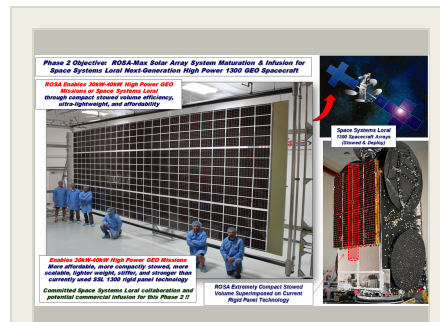 Phase 2 Objective: ROSA-Max Solar Array System Maturation & Infusion for
Space Systems Loral Next-Generation High Power 1300 GEO Spacecraft
ROSA Enables 30kW-40kW High Power GEO
Missions or Space Systems Loral
through compact stowed volume efficiency,
ultra-lightweight, and affordability
Space Systems Loral
1300 Spacecraft Arrays
(Stowed & Deploy)
Enables 30kW-40kW High Power GEO Missions
More affordable, more compactly stowed, more
scalable, lighter weight, stiffer, and stronger than
currently used SSL 1300 rigid panel technology
Committed Space Systems Loral collaboration and
potential commercial infusion for this Phase 2 !!
ROSA Extremely Compact Stowed
Volume Superimposed on Current
Rigid Panel Technology